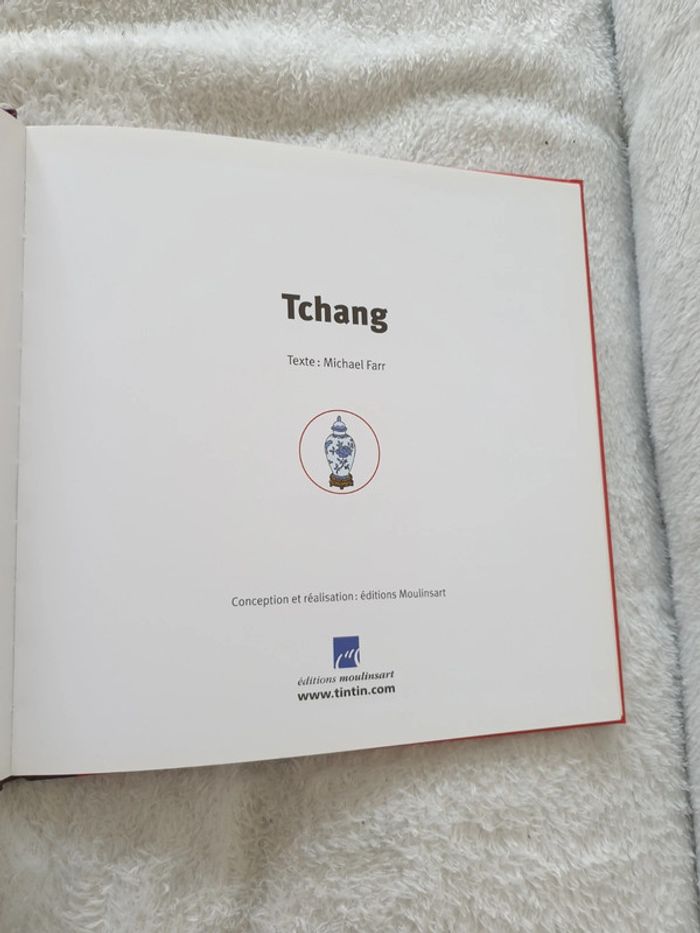 Tchang
Texte : Michael Farr
Conception et réalisation : éditions Moulinsart
éditions moulinsart
www.tintin.com